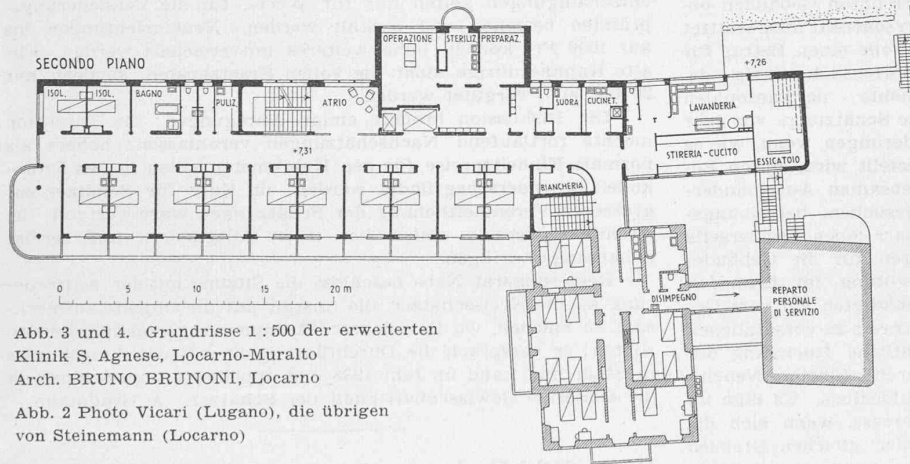 SECONDO PIANO
OPERAZIONE STERILIZ. PREPARAZ.
+7,26
ISOL. ISOL. BAGNO PULIZ. ATRIO SUORA CUCINET. T LAVANDERIA
STIRERIA-CUCITO
ESSICATOIO
+7,31
BIANCHERIA
DISIMPEGNO
REPARTO
PERSONALE
DI SERVIZIO
0 5 10 15 20 m
Abb. 3 und 4. Grundrisse 1 : 500 der erweiterten
Klinik S. Agnese, Locarno-Muralto
Arch. BRUNO BRUNONI, Locarno
Abb. 2 Photo Vicari (Lugano), die übrigen
von Steinemann (Locarno)